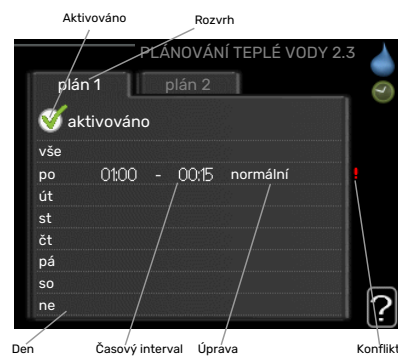 Aktivováno Rozvrh
PLÁNOVÁNÍ TEPLÉ VODY 2.3
plán 1 plán 2
aktivováno
vše
po 01:00 - 00:15 normální !
út
st
čt
pá
so
ne
?
Den Časový interval Úprava Konflikt